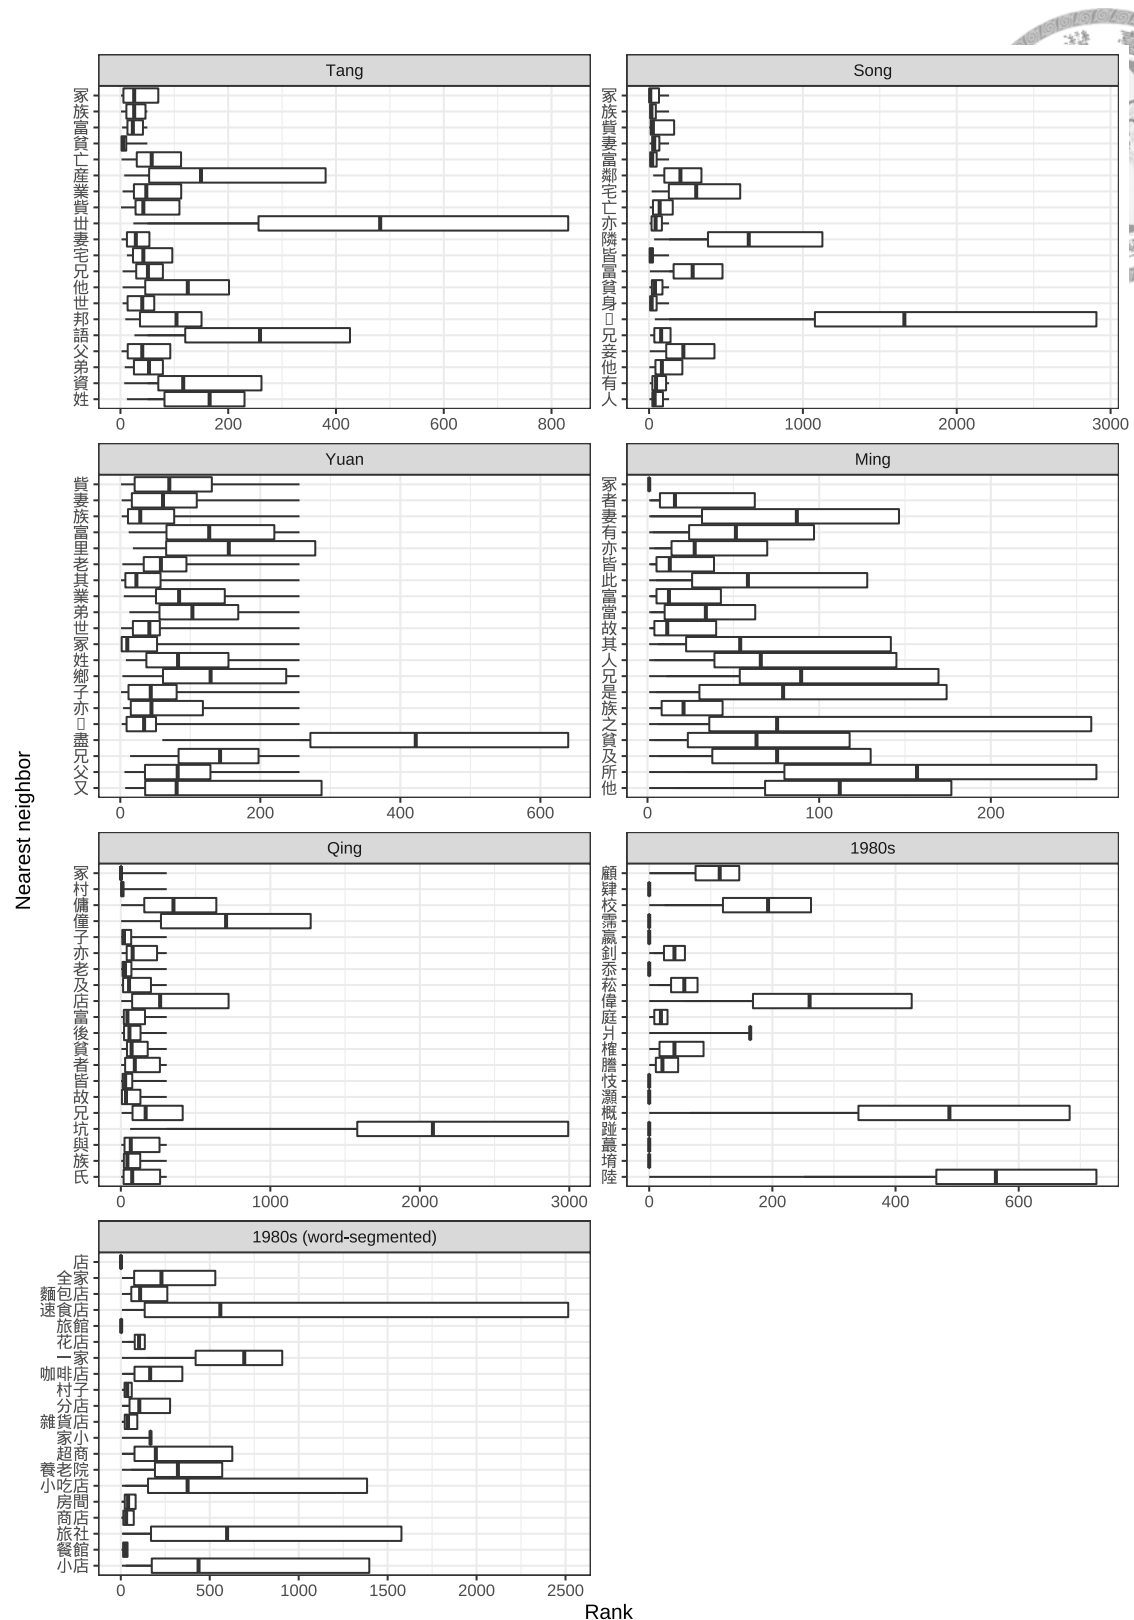 Tang
冢
族
富
貧
亡
産
業
貲
丗
妻
宅
兄
他
世
邦
語
父
弟
資
姓
0 200 400 600 800
Song
冢
族
貲
妻
富
鄰
宅
亡
亦
隣
皆
冨
貧
身
兄
妾
他
有
人
0 1000 2000 3000
Yuan
貲
妻
族
富
里
老
其
業
弟
世
冢
姓
鄉
子
亦
盡
兄
父
又
0 200 400 600
Ming
冢
者
妻
有
亦
皆
此
富
當
故
其
人
兄
是
族
之
貧
及
所
他
0 100 200
Qing
冢
村
傭
僮
子
亦
老
及
店
富
後
貧
者
皆
故
兄
坑
與
族
氏
0 1000 2000 3000
1980s
顧
肄
校
霈
嬴
釗
忝
菘
偉
庭
爿
榷
膽
忮
灝
概
踫
蕞
堉
陸
0 200 400 600
1980s (word-segmented)
店
全家
麵包店
速食店
旅館
花店
一家
咖啡店
村子
分店
雜貨店
家小
超商
養老院
小吃店
房間
商店
旅社
餐館
小店
0 500 1000 1500 2000 2500
Nearest neighbor
Rank